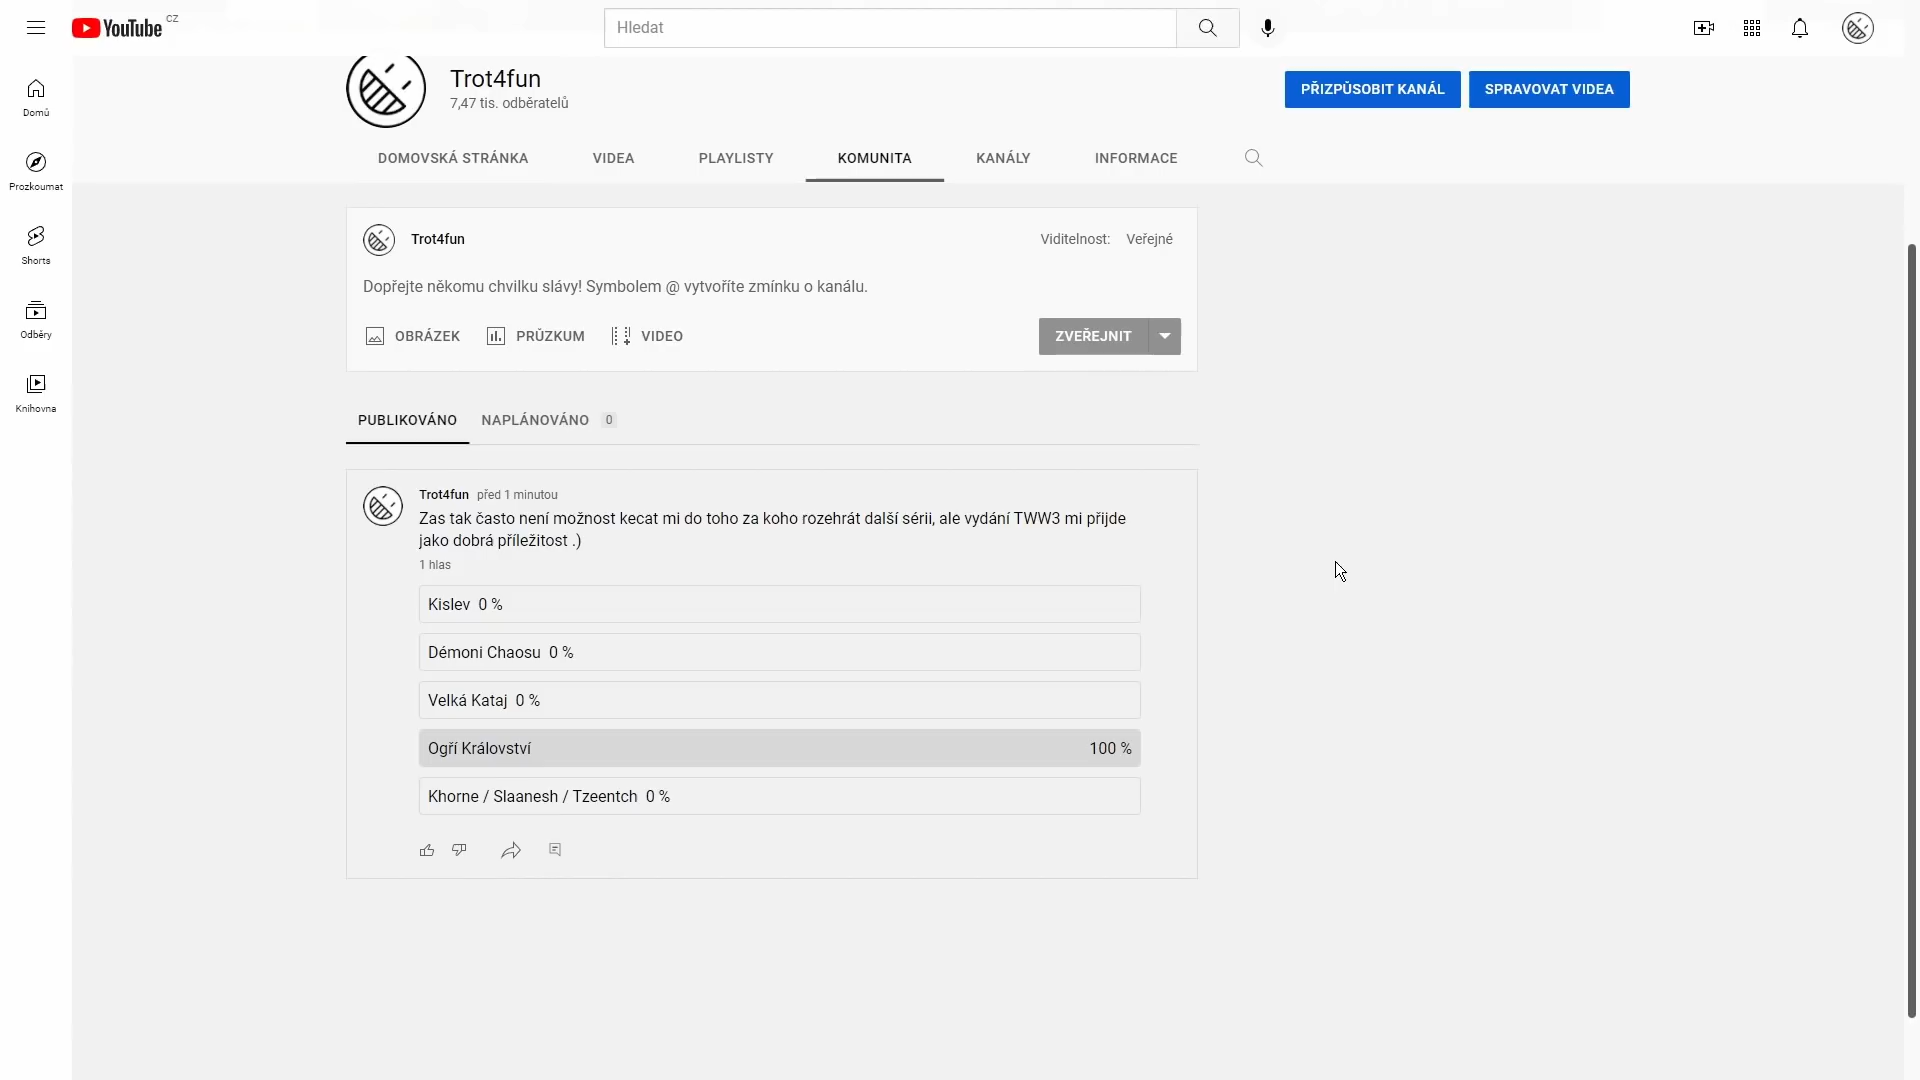 YouTube CZ
Hledat
Domů
Prozkoumat
Shorts
Odběry
Knihovna
Trot4fun
7,47 tis. odběratelů
PŘIZPŮSOBIT KANÁL
SPRAVOVAT VIDEA
DOMOVSKÁ STRÁNKA
VIDEA
PLAYLISTY
KOMUNITA
KANÁLY
INFORMACE
Trot4fun
Viditelnost: Veřejné
Dopřejte někomu chvilku slávy! Symbolem @ vytvoříte zmínku o kanálu.
OBRÁZEK
PRŮZKUM
VIDEO
ZVEŘEJNIT
PUBLIKOVÁNO
NAPLÁNOVÁNO 0
Trot4fun před 1 minutou
Zas tak často není možnost kecat mi do toho za koho rozehrát další sérii, ale vydání TWW3 mi přijde
jako dobrá příležitost .)
1 hlas
Kislev 0 %
Démoni Chaosu 0 %
Velká Kataj 0 %
Ogří Království 100 %
Khorne / Slaanesh / Tzeentch 0 %